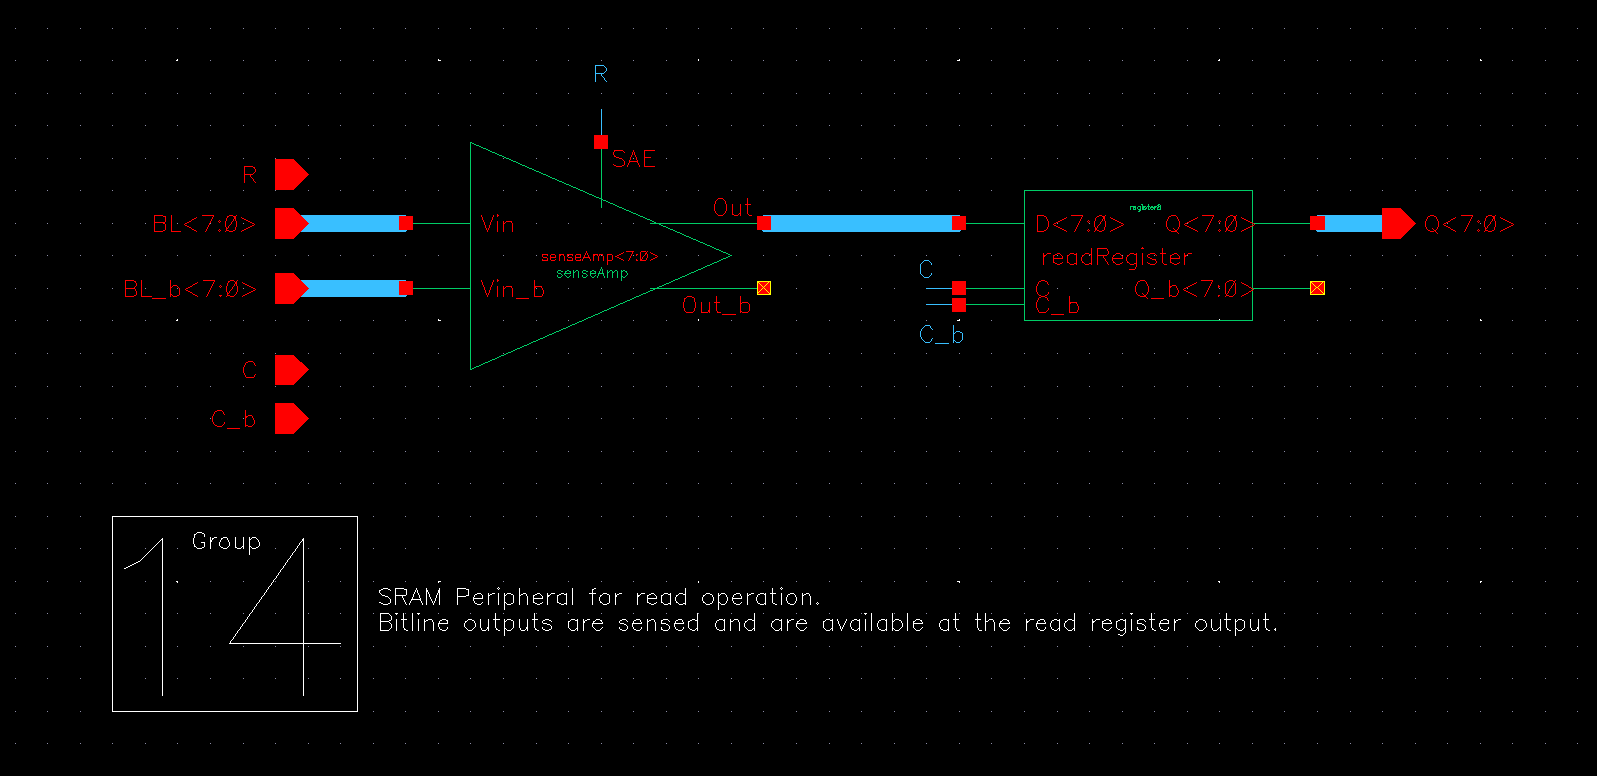 R
SAE
R
BL<7:0>
Vin
Out
D<7:0>
register8
Q<7:0>
Q<7:0>
senseAmp<7:0>
senseAmp
readRegister
BL_b<7:0>
Vin_b
Out_b
C
C
Q_b<7:0>
C_b
C_b
C
C_b
Group
14
SRAM Peripheral for read operation.
Bitline outputs are sensed and are available at the read register output.